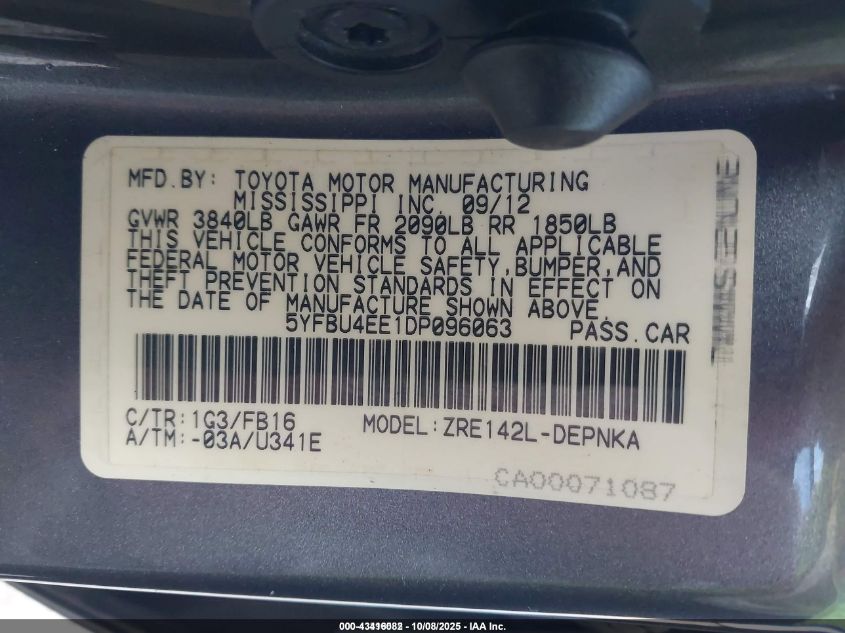 MFD.BY: TOYOTA MOTOR MANUFACTURING
MISSISSIPPI INC. 09/12
GVWR 3840LB GAWR FR 2090LB RR 1850LB
THIS VEHICLE CONFORMS TO ALL APPLICABLE
FEDERAL MOTOR VEHICLE SAFETY,BUMPER,AND
THEFT PREVENTION STANDARDS IN EFFECT ON
THE DATE OF MANUFACTURE SHOWN ABOVE.
5YFBU4EE1DP096063 PASS.CAR
C/TR:1G3/FB16 MODEL:ZRE142L-DEPNKA
A/TM:-03A/U341E
CA00071087
10/08/2025 - IAA Inc.